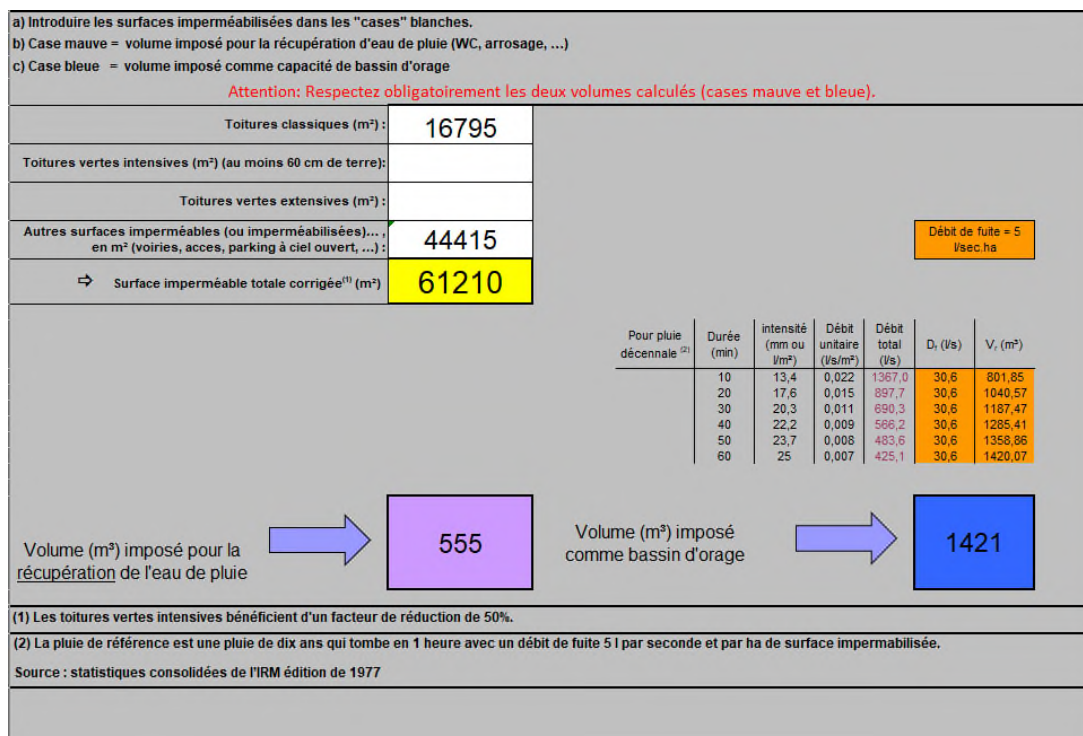 a) Introduire les surfaces imperméabilisées dans les "cases" blanches.
b) Case mauve = volume imposé pour la récupération d'eau de pluie (WC, arrosage, ...)
c) Case bleue = volume imposé comme capacité de bassin d'orage
Attention: Respectez obligatoirement les deux volumes calculés (cases mauve et bleue).
Toitures classiques (m²) : 16795
Toitures vertes intensives (m²) (au moins 60 cm de terre):
Toitures vertes extensives (m²) :
Autres surfaces imperméables (ou imperméabilisées)... ,
en m² (voiries, acces, parking à ciel ouvert, ...) : 44415
Débit de fuite = 5
l/sec.ha
⇨ Surface imperméable totale corrigée(1) (m²) 61210
Pour pluie
décennale (2)
Durée
(min)
intensité
(mm ou
l/m²)
Débit
unitaire
(l/s/m²)
Débit
total
(l/s)
Df (l/s)
Vr (m³)
10 13,4 0,022 1367,0 30,6 801,85
20 17,6 0,015 897,7 30,6 1040,57
30 20,3 0,011 690,3 30,6 1187,47
40 22,2 0,009 566,2 30,6 1285,41
50 23,7 0,008 483,6 30,6 1358,86
60 25 0,007 425,1 30,6 1420,07
Volume (m³) imposé pour la
récupération de l'eau de pluie
555
Volume (m³) imposé
comme bassin d'orage
1421
(1) Les toitures vertes intensives bénéficient d'un facteur de réduction de 50%.
(2) La pluie de référence est une pluie de dix ans qui tombe en 1 heure avec un débit de fuite 5 l par seconde et par ha de surface impermabilisée.
Source : statistiques consolidées de l'IRM édition de 1977